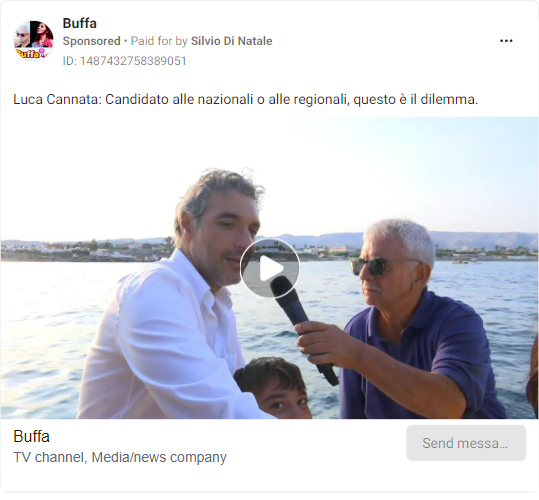 Buffa
Sponsored • Paid for by Silvio Di Natale
ID: 1487432758389051
Luca Cannata: Candidato alle nazionali o alle regionali, questo è il dilemma.
Buffa
TV channel, Media/news company
Send messa...